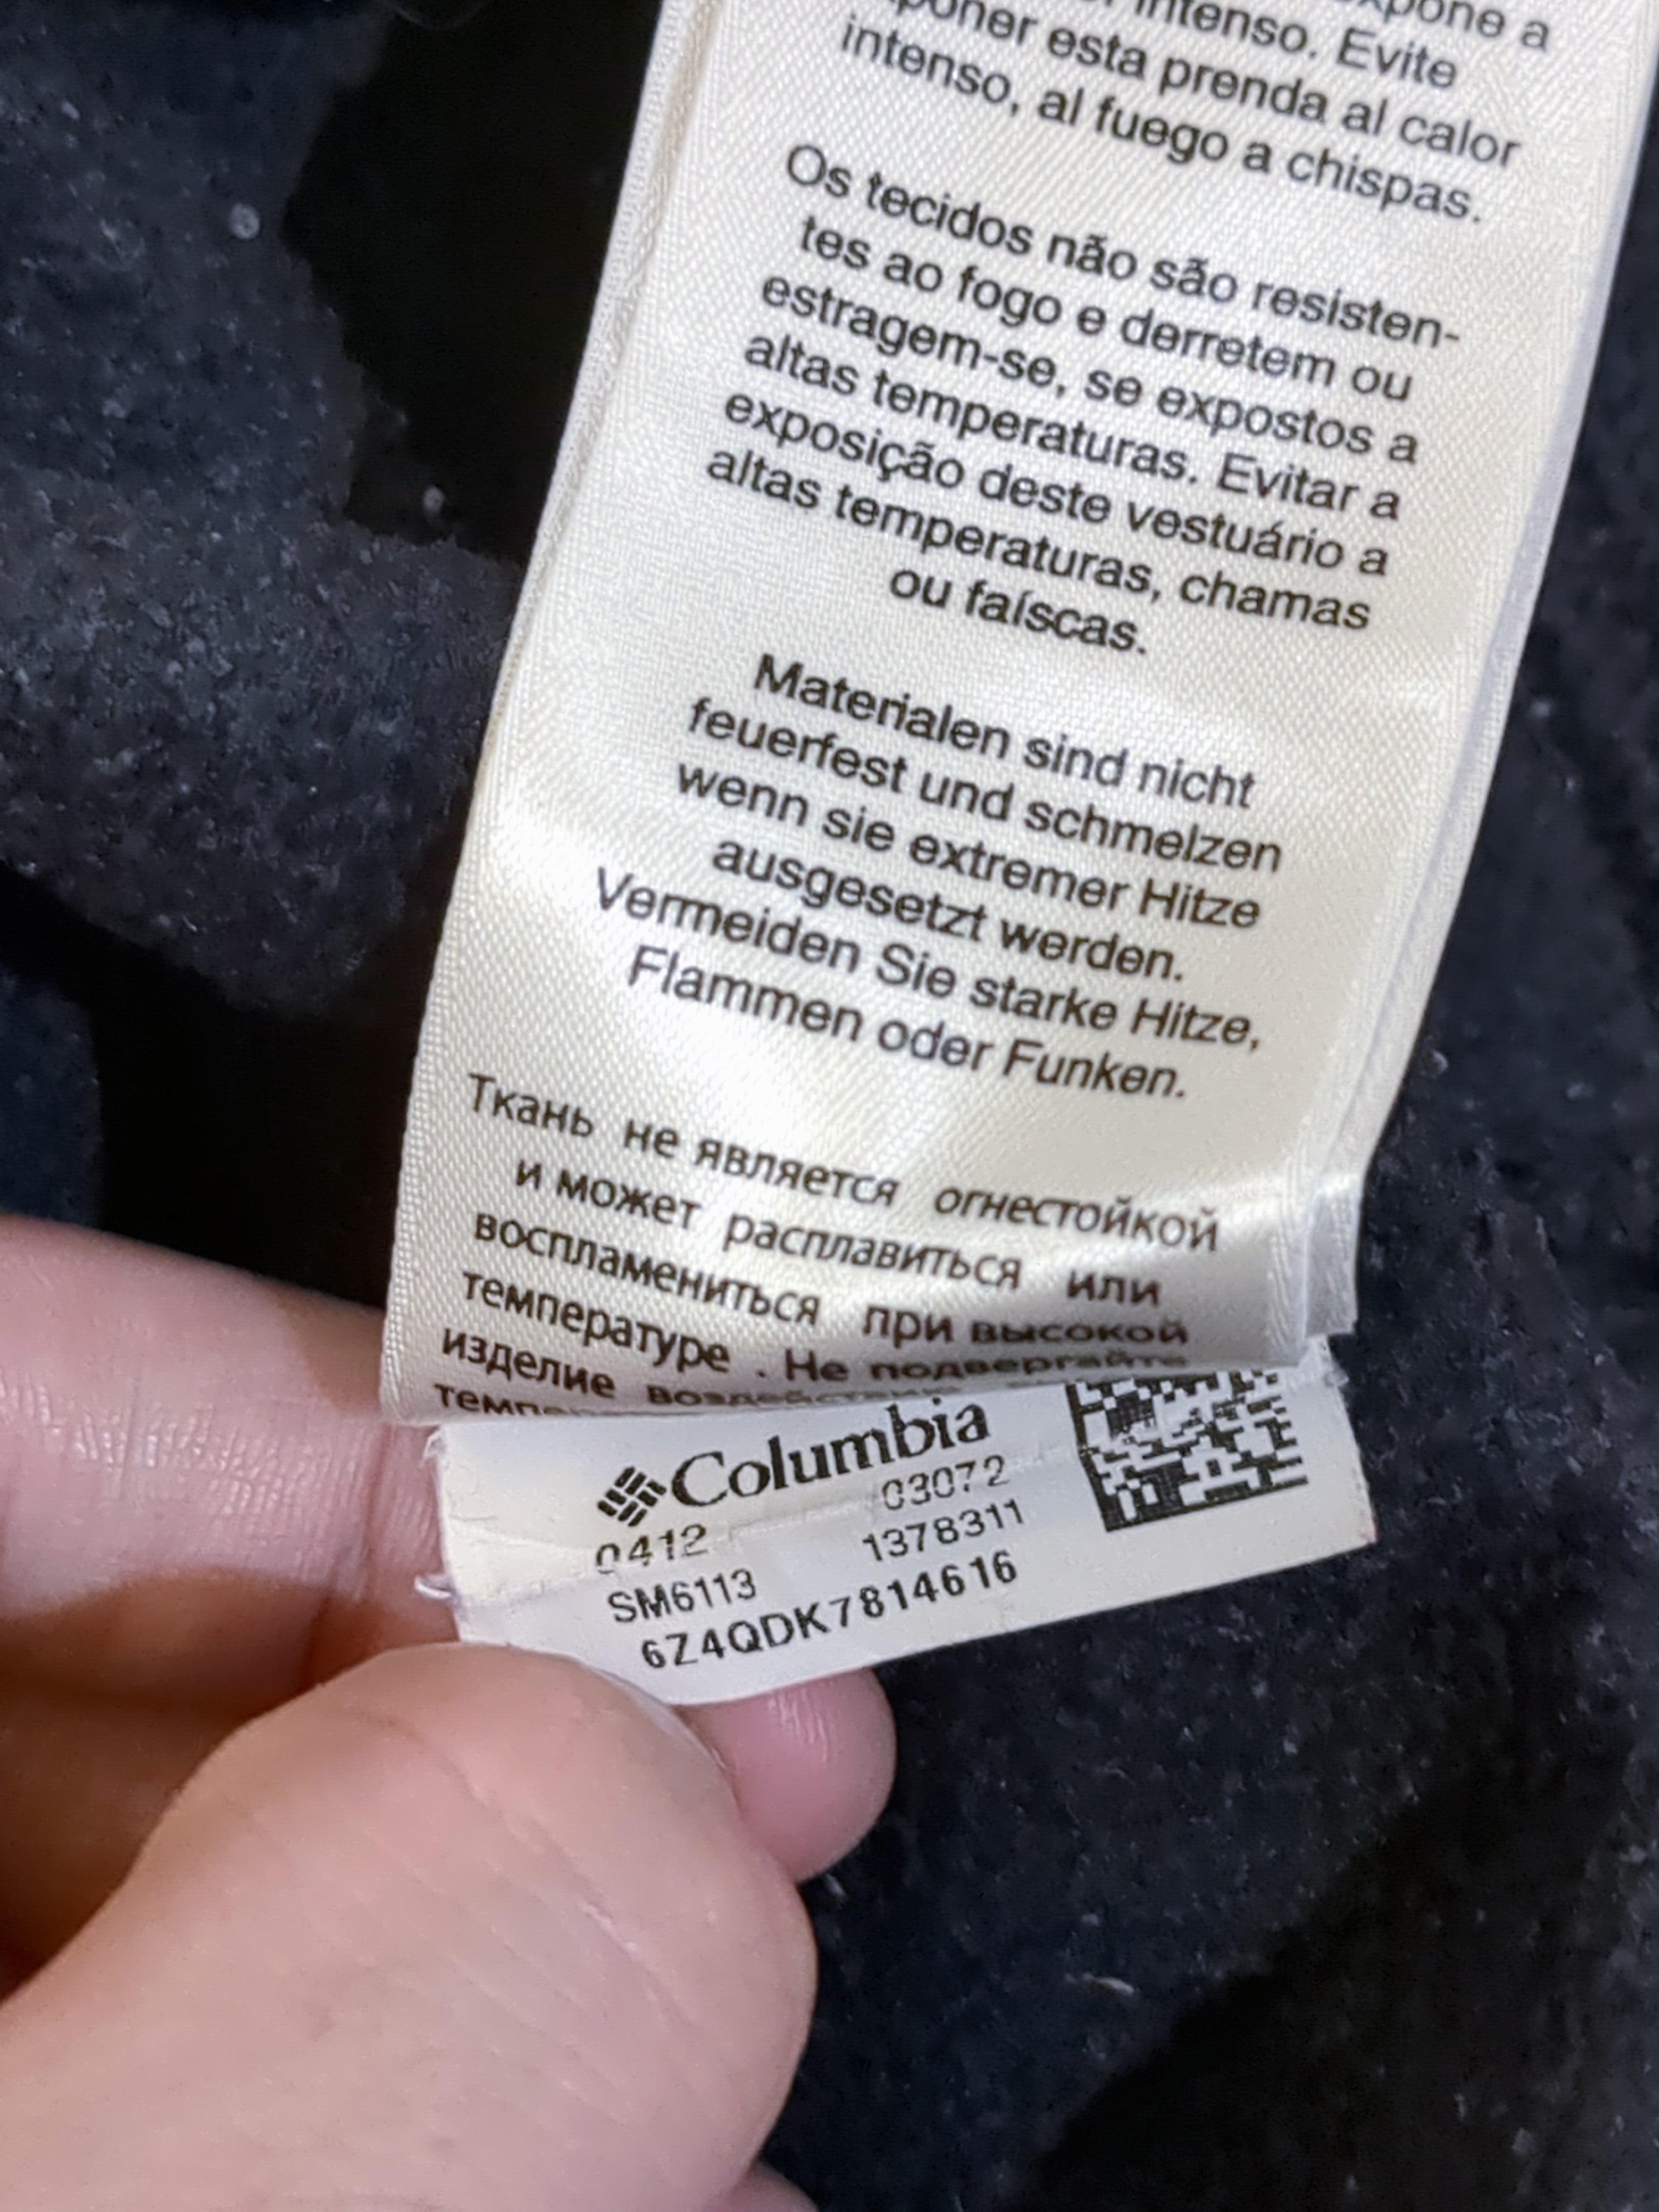 expone a
intenso. Evite
esta prenda al calor
intenso, al fuego a chispas.
Os tecidos não são resisten-
tes ao fogo e derretem ou
estragem-se, se expostos a
altas temperaturas. Evitar a
exposição deste vestuário a
altas temperaturas, chamas
ou faíscas.
Materialen sind nicht
feuerfest und schmelzen
wenn sie extremer Hitze
ausgesetzt werden.
Vermeiden Sie starke Hitze,
Flammen oder Funken.
Ткань не является огнестойкой
и может расплавиться или
воспламениться при высокой
температуре . Не подвергайте
изделие
Columbia
0412 03072
SM6113 1378311
6Z4QDK7814616